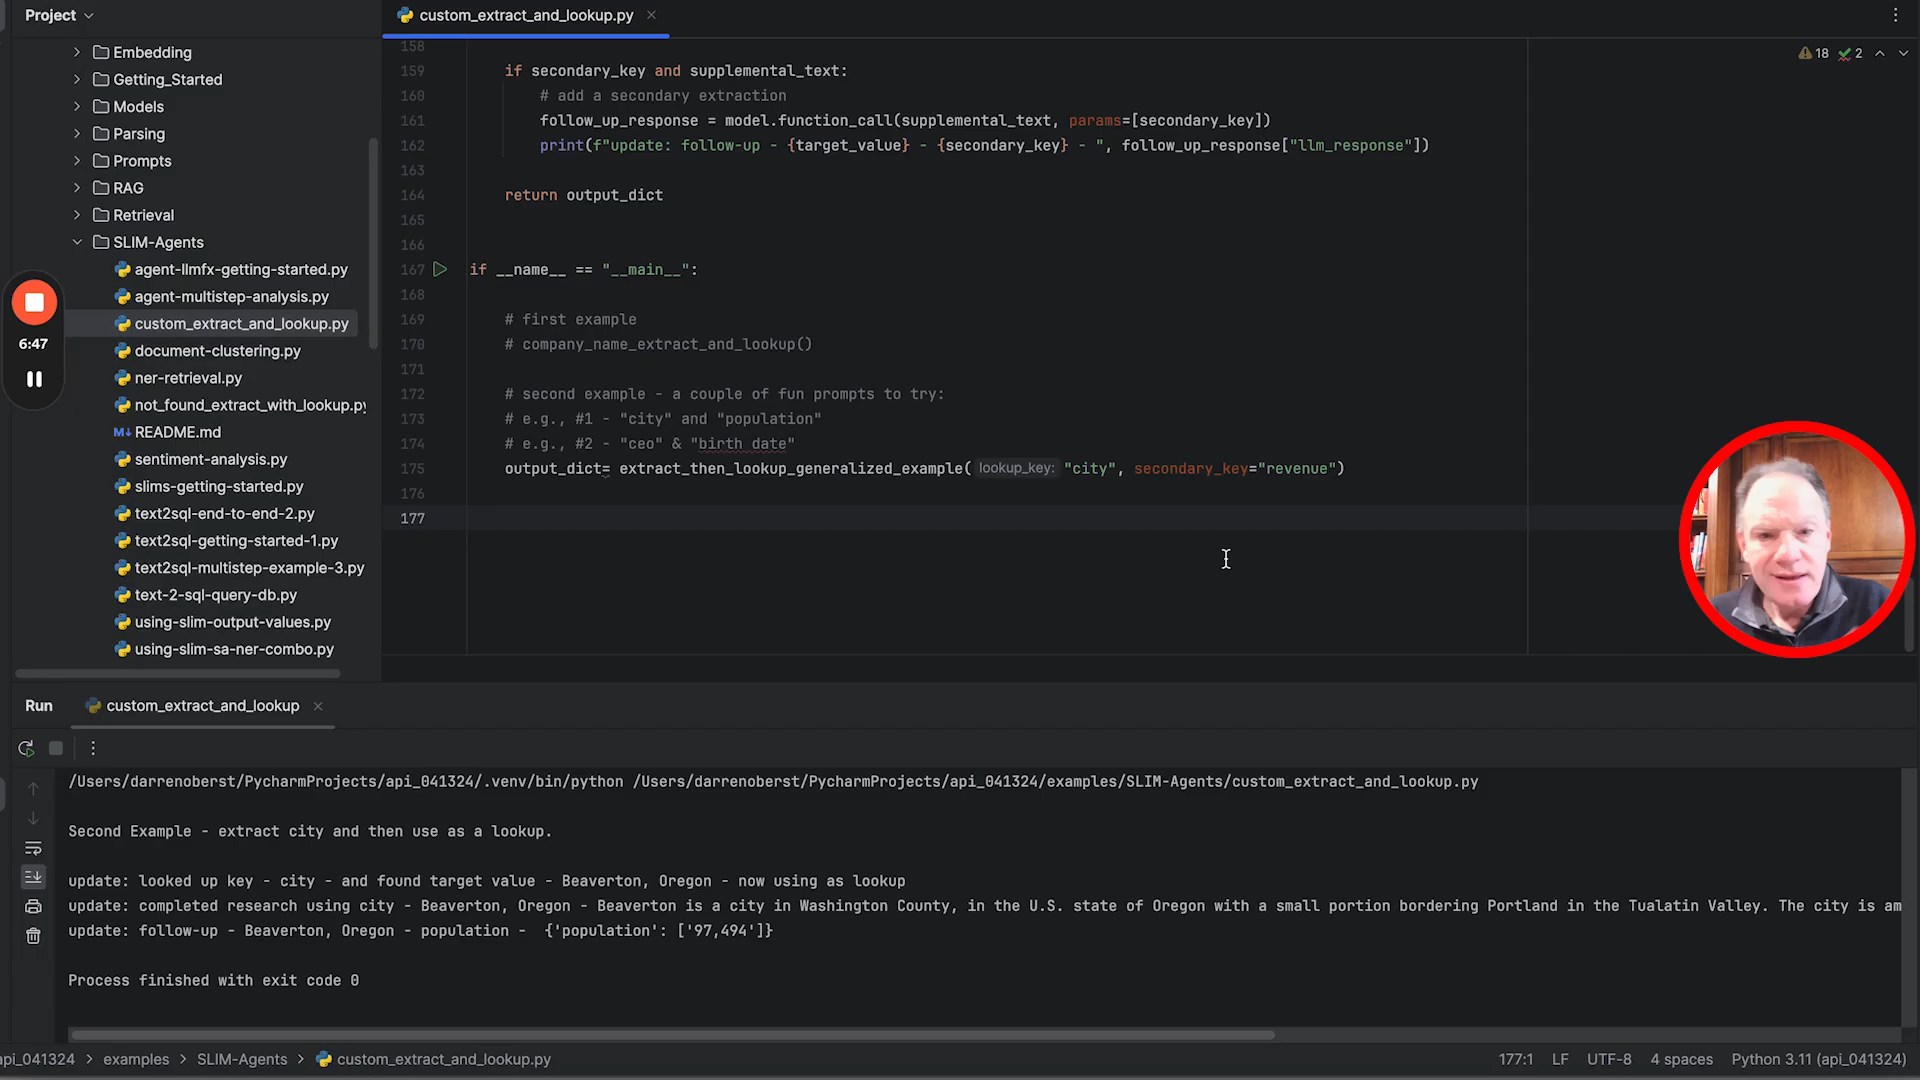 Project
custom_extract_and_lookup.py
Embedding
Getting_Started
Models
Parsing
Prompts
RAG
Retrieval
SLIM-Agents
agent-llmfx-getting-started.py
agent-multistep-analysis.py
custom_extract_and_lookup.py
document-clustering.py
ner-retrieval.py
not_found_extract_with_lookup.py
README.md
sentiment-analysis.py
slims-getting-started.py
text2sql-end-to-end-2.py
text2sql-getting-started-1.py
text2sql-multistep-example-3.py
text-2-sql-query-db.py
using-slim-output-values.py
using-slim-sa-ner-combo.py
6:47
18 2
158
159 if secondary_key and supplemental_text:
160 # add a secondary extraction
161 follow_up_response = model.function_call(supplemental_text, params=[secondary_key])
162 print(f"update: follow-up - {target_value} - {secondary_key} - ", follow_up_response["llm_response"])
163
164 return output_dict
165
166
167 if __name__ == "__main__":
168
169 # first example
170 # company_name_extract_and_lookup()
171
172 # second example - a couple of fun prompts to try:
173 # e.g., #1 - "city" and "population"
174 # e.g., #2 - "ceo" & "birth date"
175 output_dict= extract_then_lookup_generalized_example( lookup_key: "city", secondary_key="revenue")
176
177
Run custom_extract_and_lookup
/Users/darrenoberst/PycharmProjects/api_041324/.venv/bin/python /Users/darrenoberst/PycharmProjects/api_041324/examples/SLIM-Agents/custom_extract_and_lookup.py
Second Example - extract city and then use as a lookup.
update: looked up key - city - and found target value - Beaverton, Oregon - now using as lookup
update: completed research using city - Beaverton, Oregon - Beaverton is a city in Washington County, in the U.S. state of Oregon with a small portion bordering Portland in the Tualatin Valley. The city is am
update: follow-up - Beaverton, Oregon - population -  {'population': ['97,494']}
Process finished with exit code 0
api_041324 > examples > SLIM-Agents > custom_extract_and_lookup.py
177:1 LF UTF-8 4 spaces Python 3.11 (api_041324)